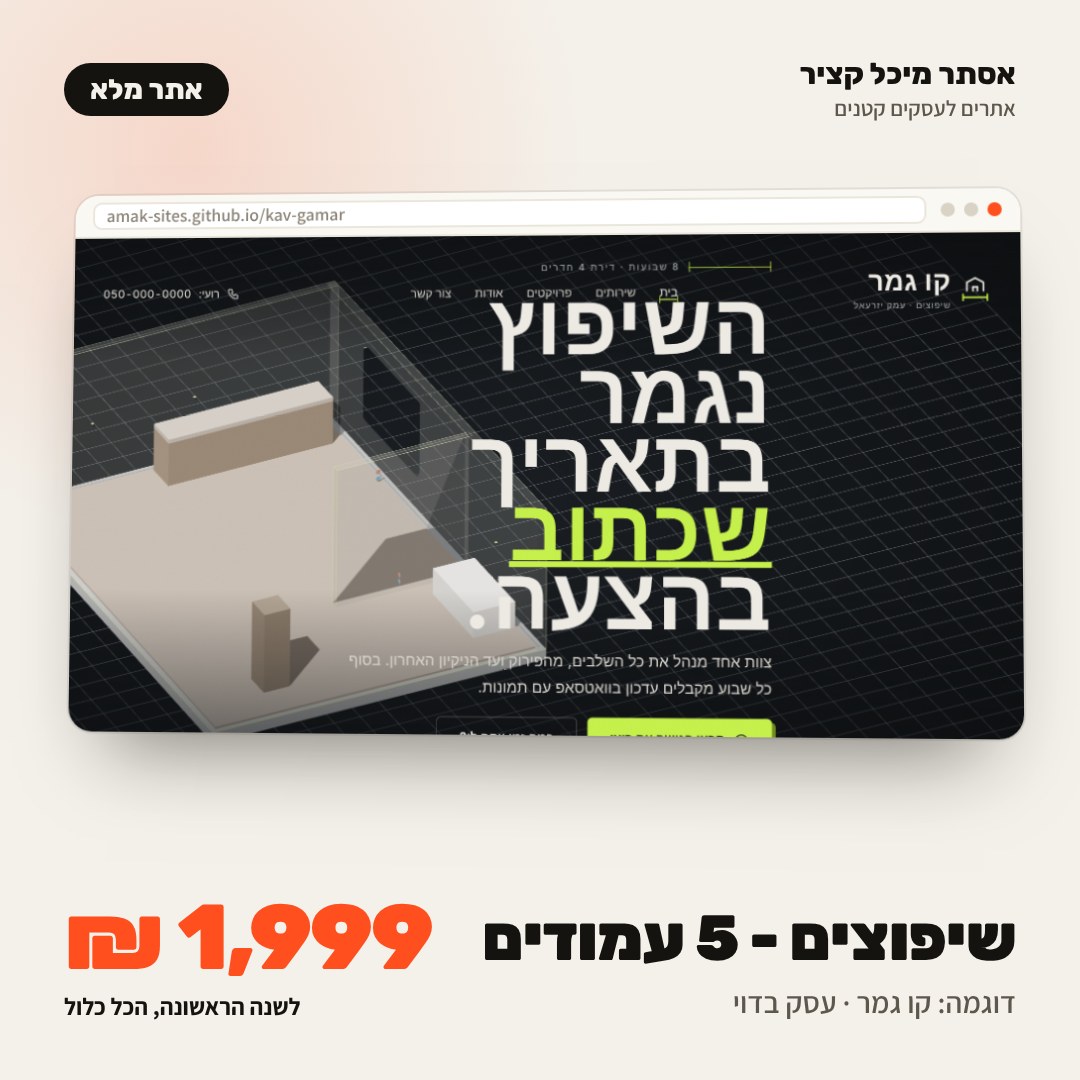 אסתר מיכל קציר
אתרים לעסקים קטנים
אתר מלא
amak-sites.github.io/kav-gamar
קו גמר
שיפוצים · עמק יזרעאל
בית שירותים פרויקטים אודות צור קשר
רועי: 050-000-0000
8 שבועות · דירת 4 חדרים
השיפוץ
נגמר
בתאריך
שכתוב
בהצעה.
צוות אחד מנהל את כל השלבים, מהפירוק ועד הניקיון האחרון. בסוף
כל שבוע מקבלים עדכון בוואטסאפ עם תמונות.
שיפוצים - 5 עמודים
דוגמה: קו גמר · עסק בדוי
1,999 ₪
לשנה הראשונה, הכל כלול